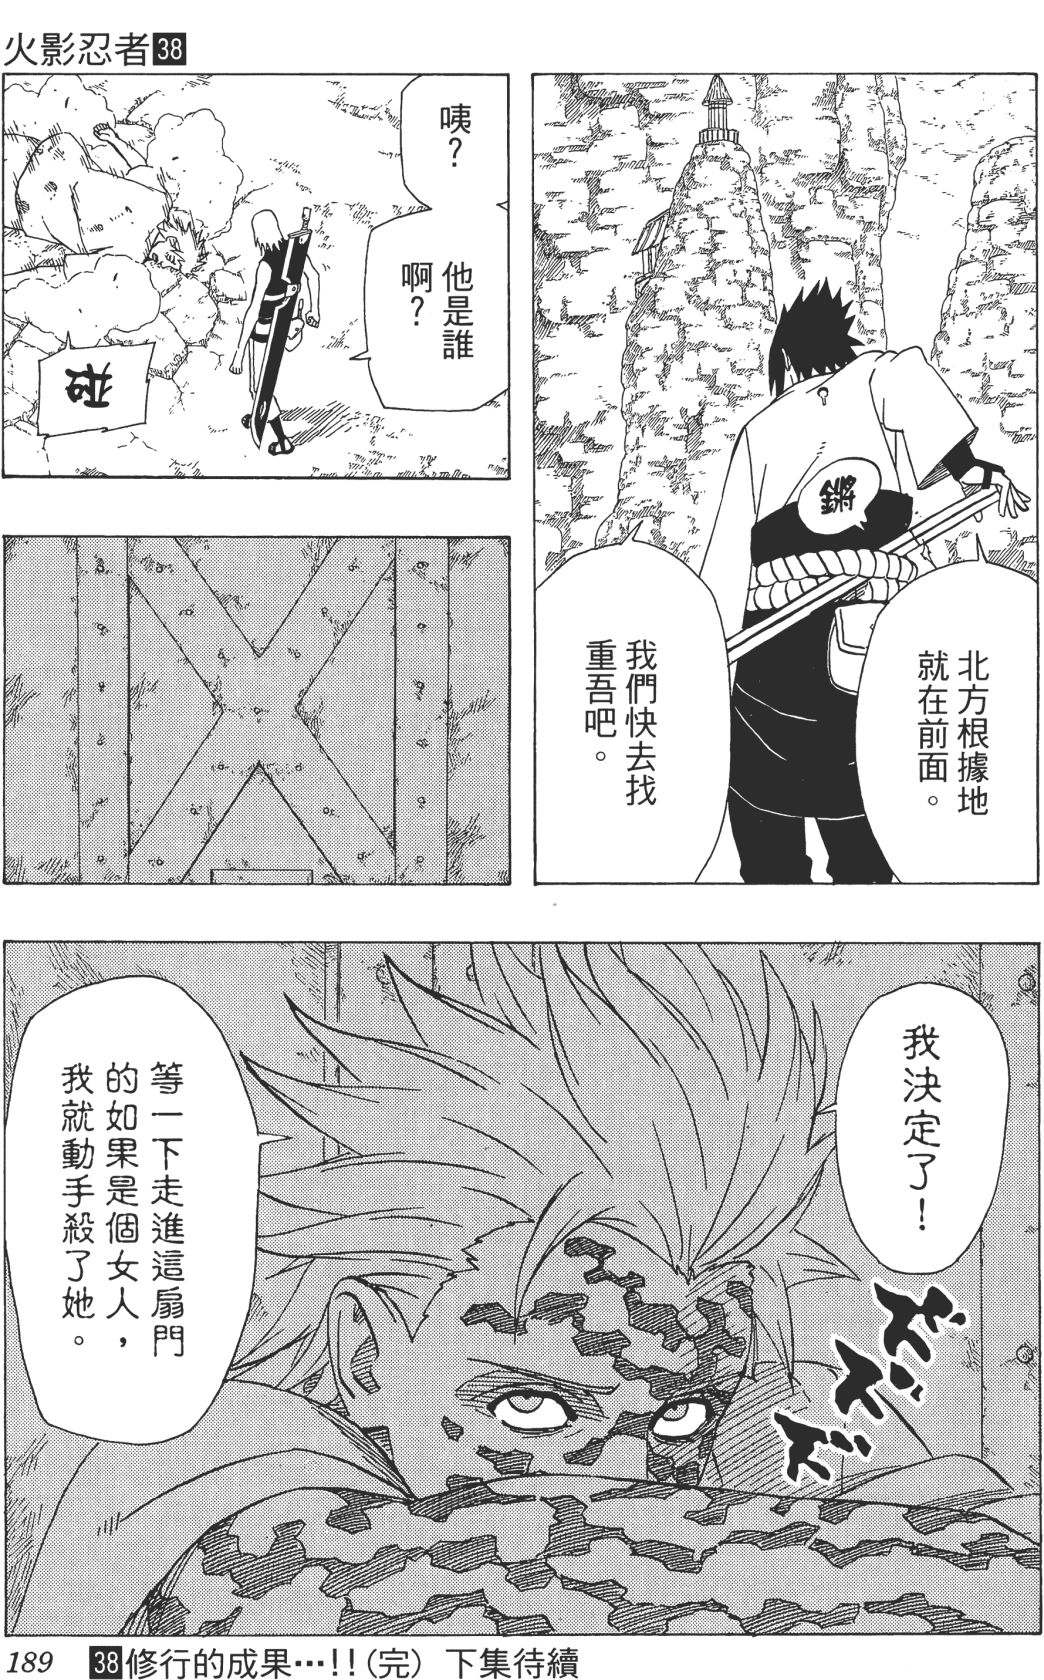 火影忍者38
北方根據地
就在前面。
鏘
我們快去找
重吾吧。
咦?
他是誰
啊?
我決定了!
等一下走進這扇門
的如果是個女人，
我就動手殺了她。
189 38修行的成果…!!(完) 下集待續